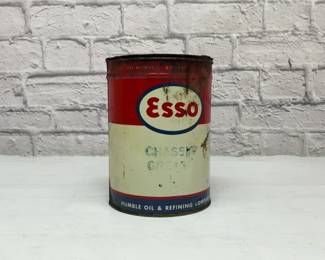 Esso
CHASSIS
GREASE
HUMBLE OIL & REFINING COMPANY